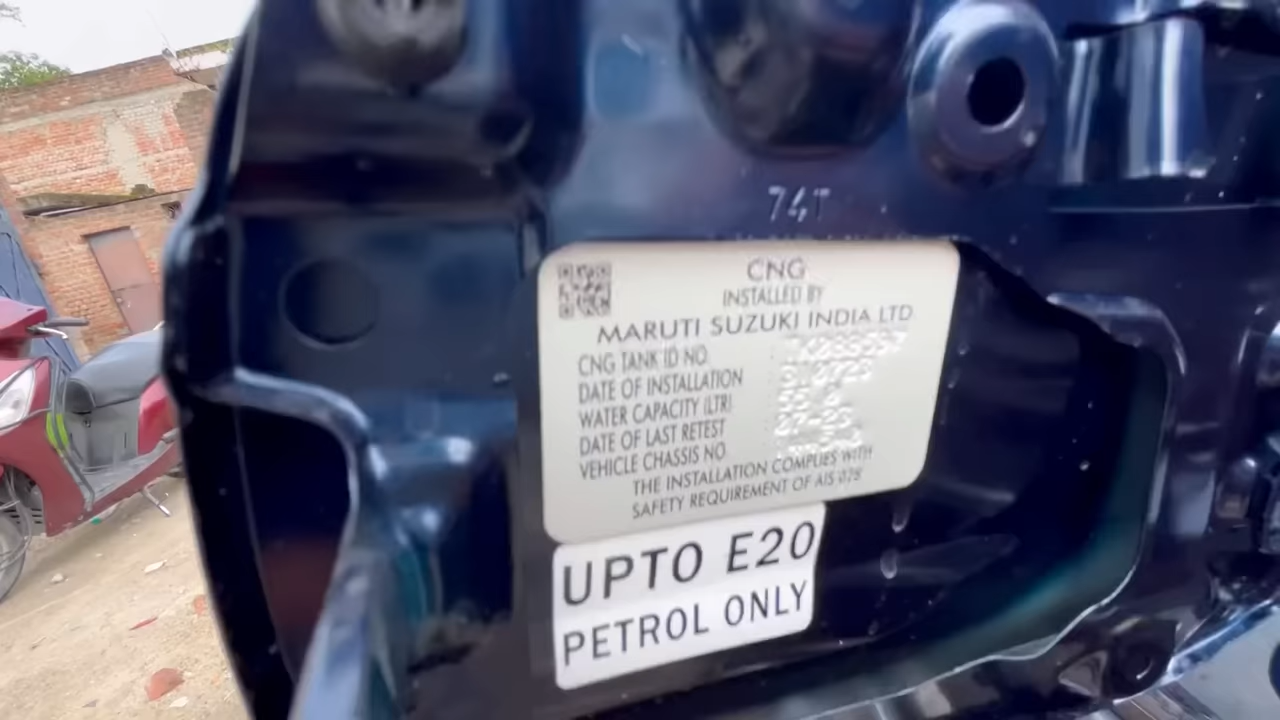 74T
CNG
INSTALLED BY
MARUTI SUZUKI INDIA LTD
CNG TANK ID NO.
DATE OF INSTALLATION
WATER CAPACITY (LTR)
DATE OF LAST RETEST
VEHICLE CHASSIS NO.
THE INSTALLATION COMPLIES WITH
SAFETY REQUIREMENT OF AIS 028
UPTO E20
PETROL ONLY